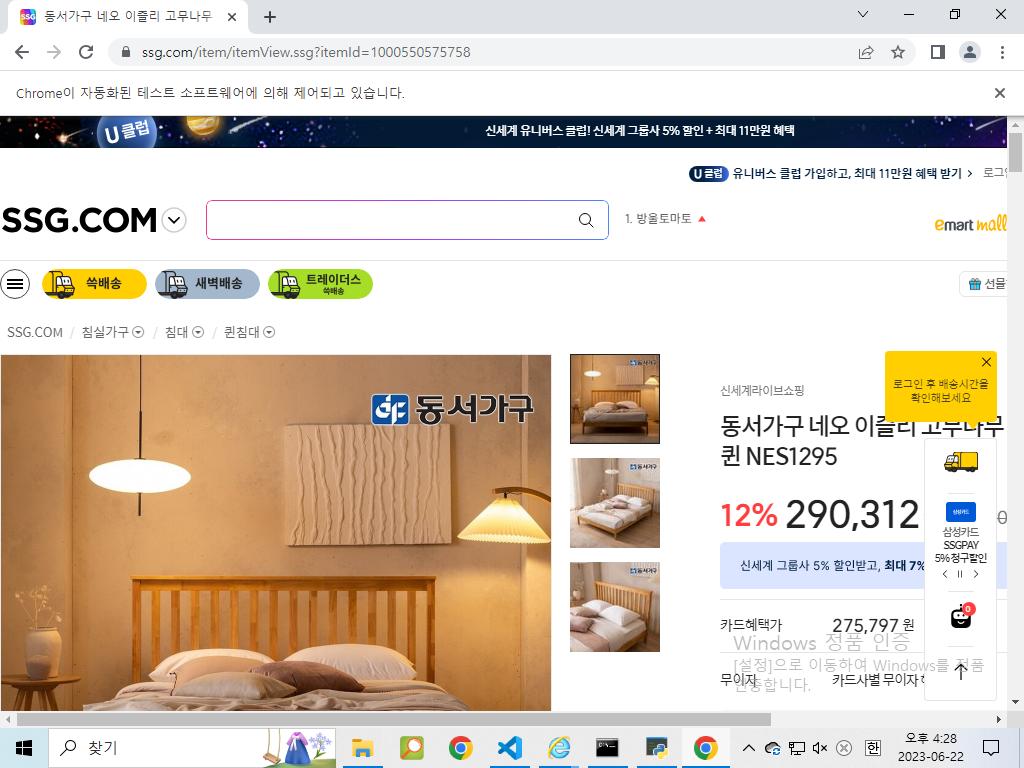 동서가구 네오 이즐리 고무나무
ssg.com/item/itemView.ssg?itemId=1000550575758
Chrome이 자동화된 테스트 소프트웨어에 의해 제어되고 있습니다.
U 클럽
신세계 유니버스 클럽! 신세계 그룹사 5% 할인 + 최대 11만원 혜택
U 클럽 유니버스 클럽 가입하고, 최대 11만원 혜택 받기
SSG.COM
1. 방울토마토
emart mall
쓱배송
새벽배송
트레이더스
쓱배송
선물
SSG.COM / 침실가구 / 침대 / 퀸침대
동서가구
로그인 후 배송시간을
확인해보세요
신세계라이브쇼핑
동서가구 네오 이즐리 고무나무
퀸 NES1295
12% 290,312
신세계 그룹사 5% 할인받고, 최대 7%
삼성카드
삼성카드
SSGPAY
5% 청구할인
0
카드혜택가 275,797 원
무이자 카드사별 무이자
Windows 정품 인증
[설정]으로 이동하여 Windows를 정품
인증합니다.
찾기
한
오후 4:28
2023-06-22